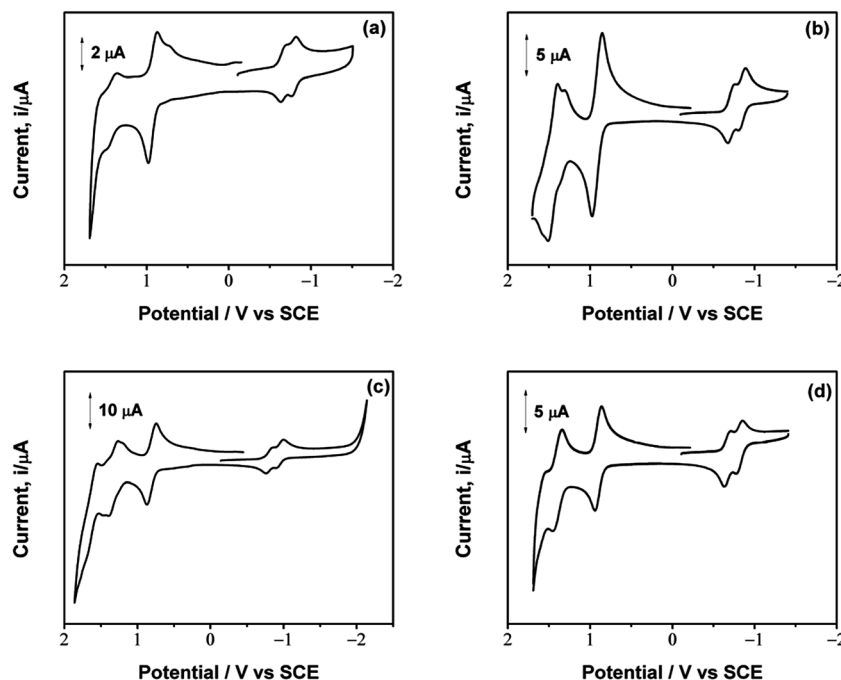 (a)
2 μA
Current, i/μA
2 1 0 −1 −2
Potential / V vs SCE
(b)
5 μA
Current, i/μA
2 1 0 −1 −2
Potential / V vs SCE
(c)
10 μA
Current, i/μA
2 1 0 −1 −2
Potential / V vs SCE
(d)
5 μA
Current, i/μA
2 1 0 −1 −2
Potential / V vs SCE